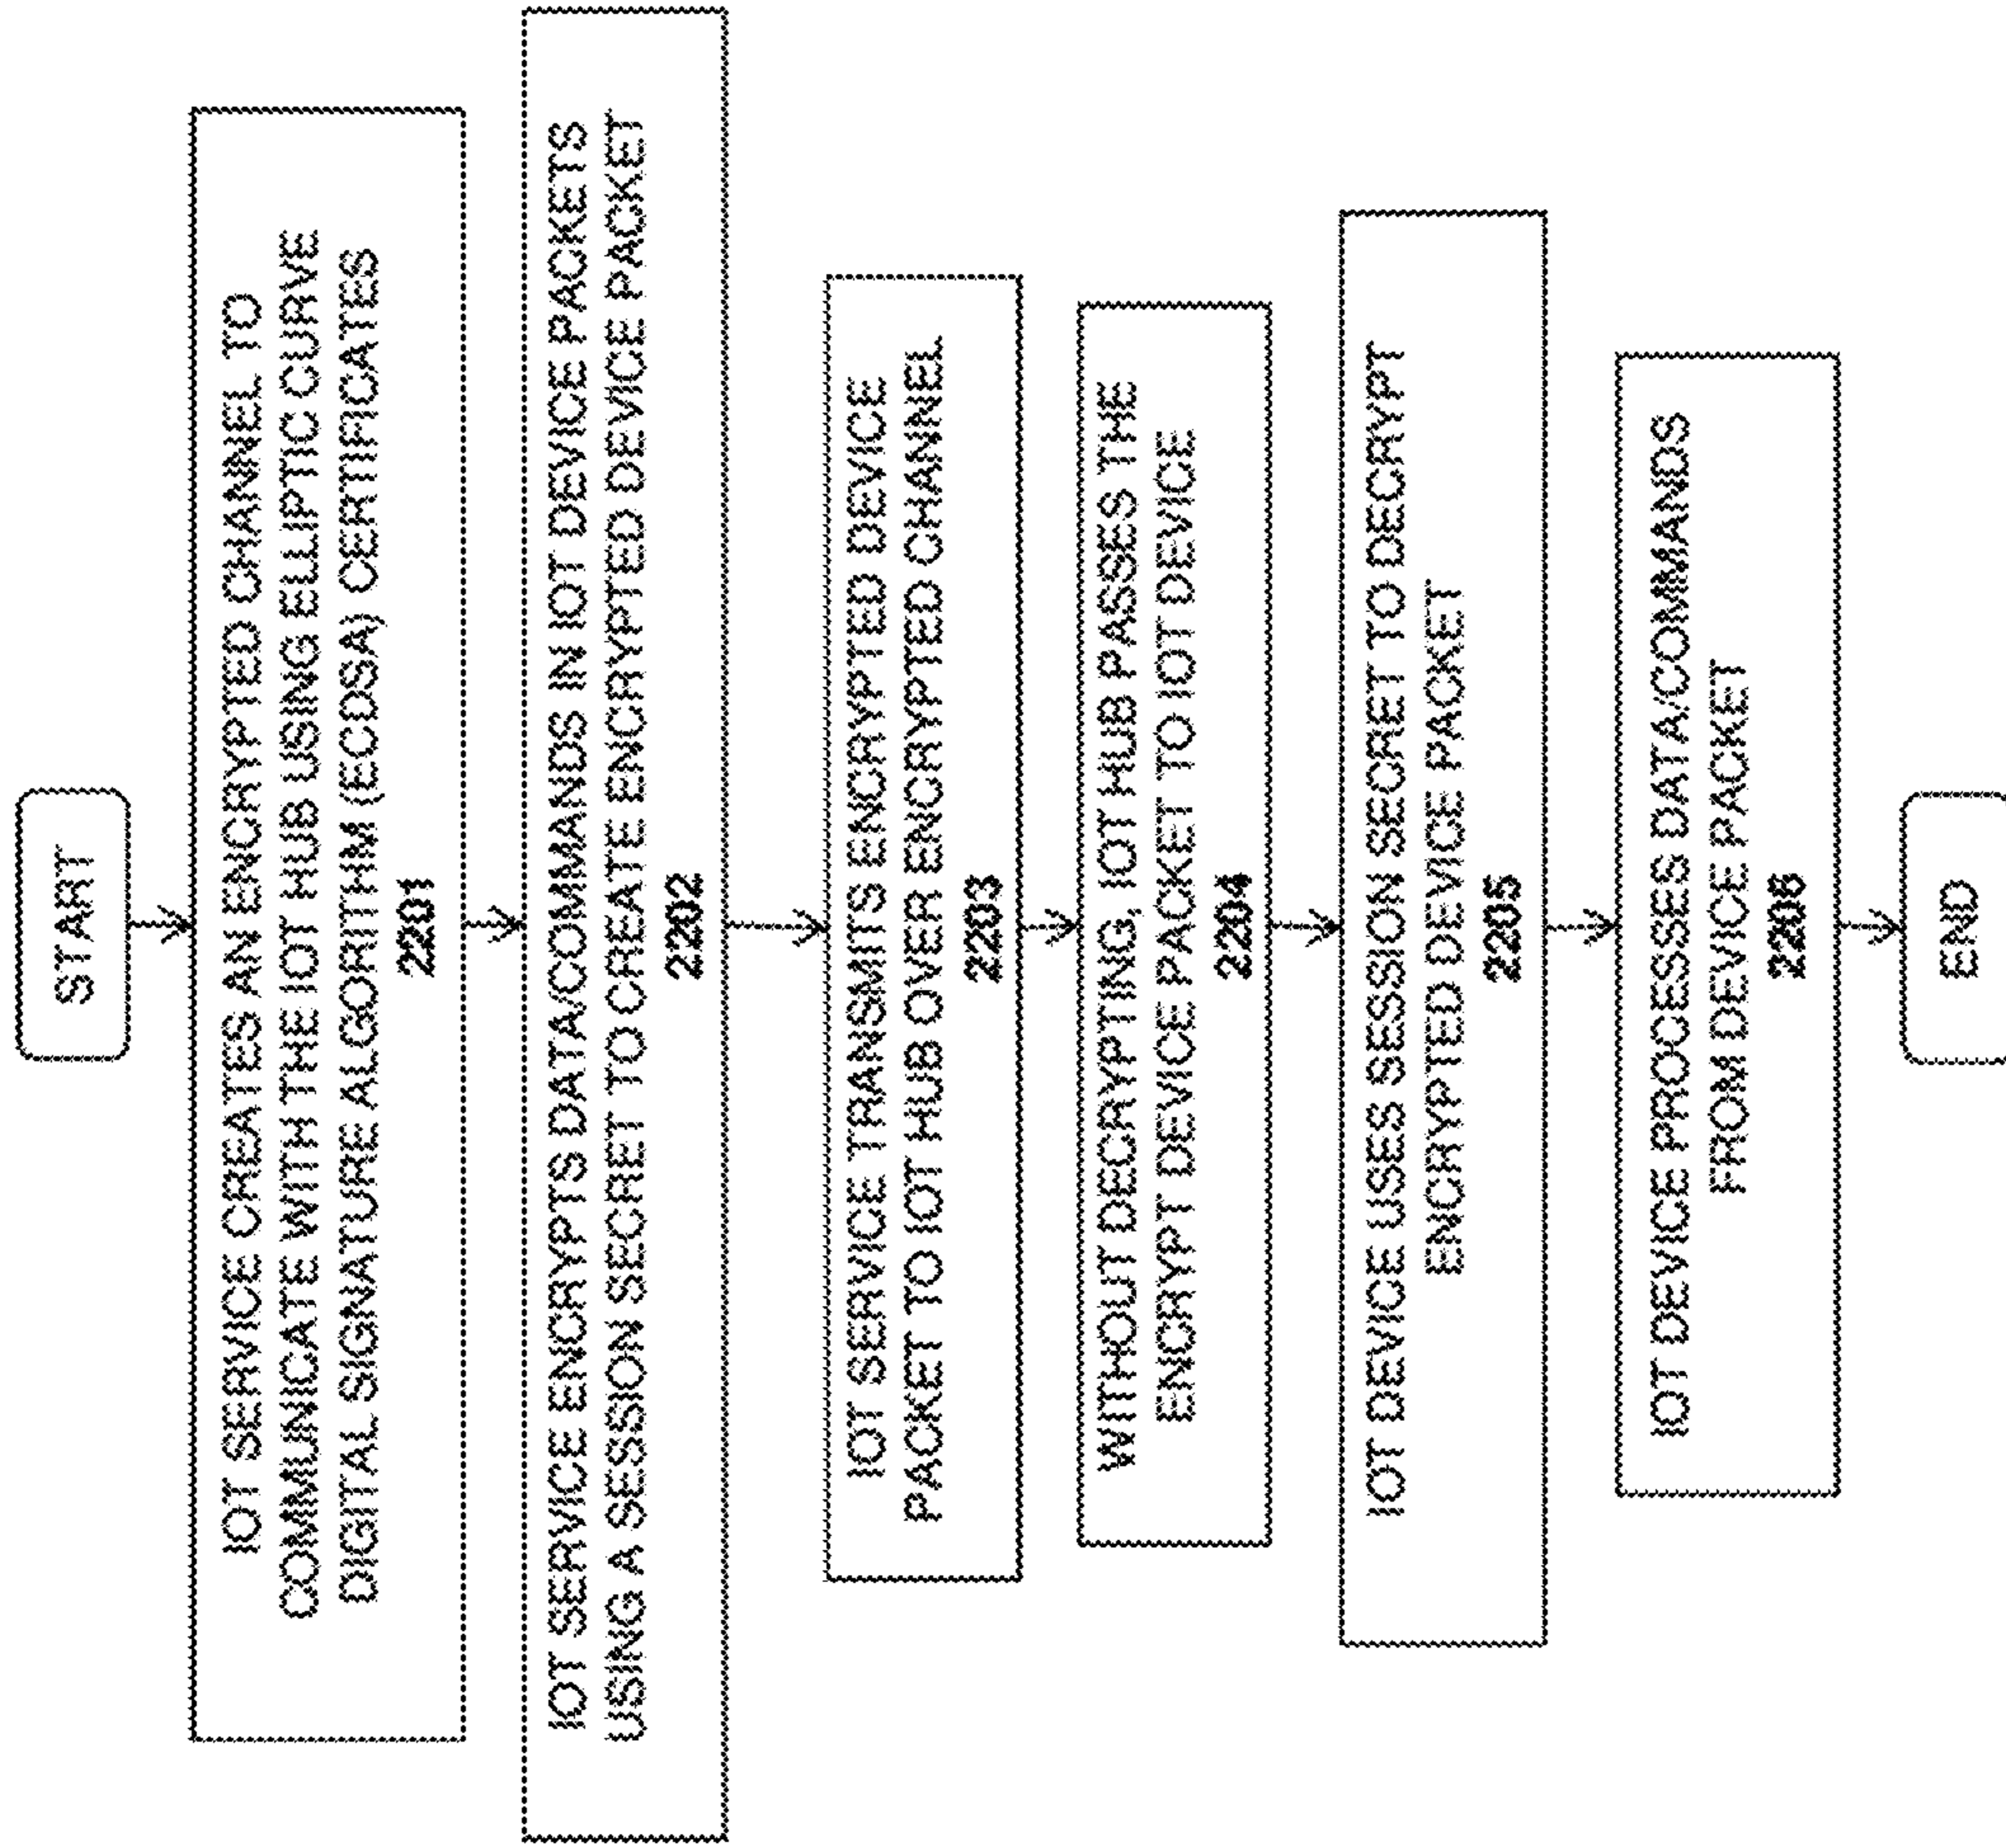 START
IOT SERVICE CREATES AN ENCRYPTED CHANNEL TO
COMMUNICATE WITH THE IOT HUB USING ELLIPTIC CURVE
DIGITAL SIGNATURE ALGORITHM (ECDSA) CERTIFICATES
2201
IOT SERVICE ENCRYPTS DATA/COMMANDS IN IOT DEVICE PACKETS
USING A SESSION SECRET TO CREATE ENCRYPTED DEVICE PACKET
2202
IOT SERVICE TRANSMITS ENCRYPTED DEVICE
PACKET TO IOT HUB OVER ENCRYPTED CHANNEL
2203
WITHOUT DECRYPTING, IOT HUB PASSES THE
ENCRYPT DEVICE PACKET TO IOT DEVICE
2204
IOT DEVICE USES SESSION SECRET TO DECRYPT
ENCRYPTED DEVICE PACKET
2205
IOT DEVICE PROCESSES DATA/COMMANDS
FROM DEVICE PACKET
2206
END